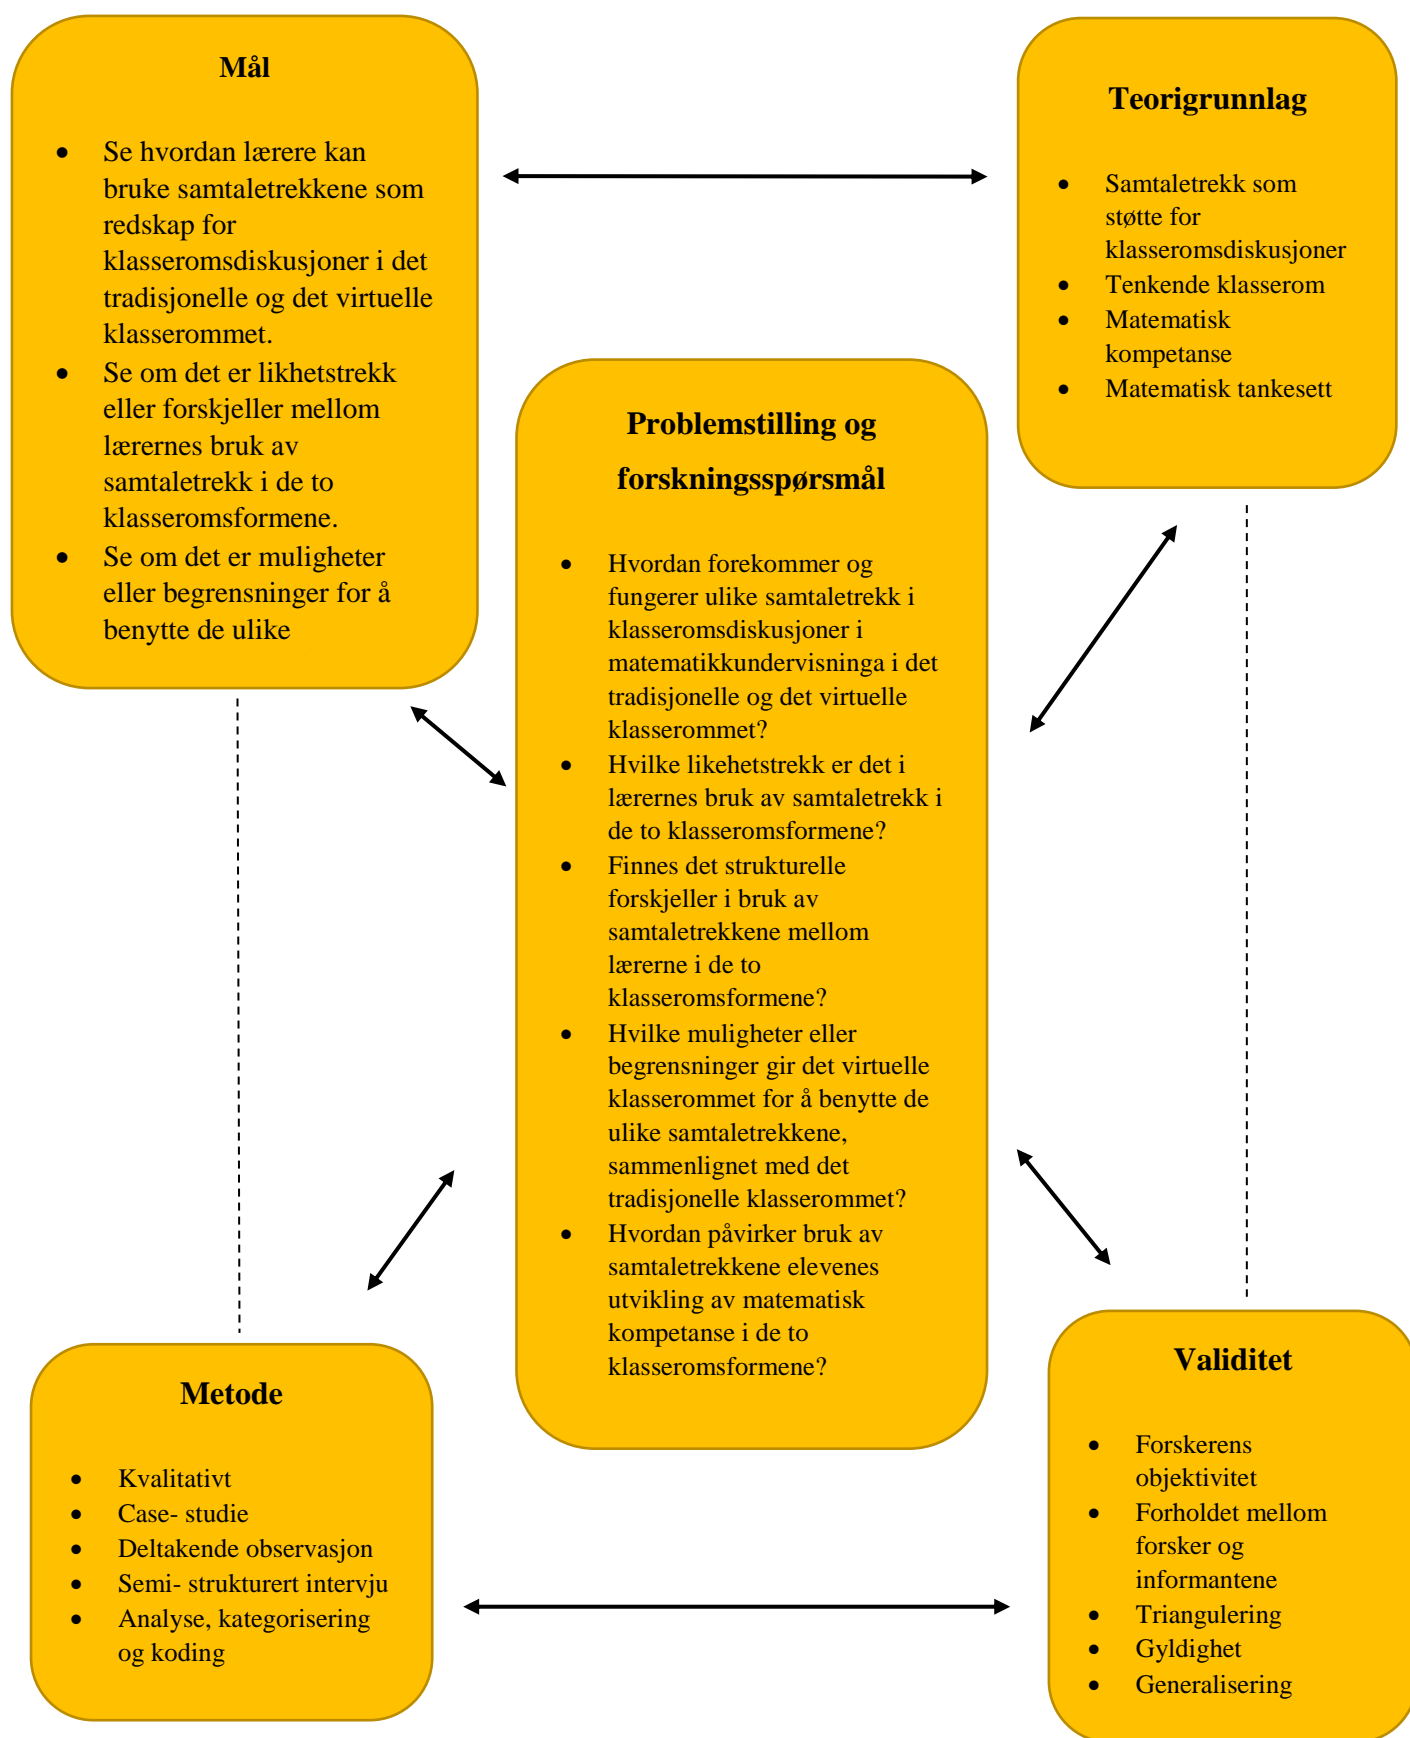 Mål
• Se hvordan lærere kan
bruke samtaletrekkene som
redskap for
klasseromsdiskusjoner i det
tradisjonelle og det virtuelle
klasserommet.
• Se om det er likhetstrekk
eller forskjeller mellom
lærernes bruk av
samtaletrekk i de to
klasseromsformene.
• Se om det er muligheter
eller begrensninger for å
benytte de ulike
Teorigrunnlag
• Samtaletrekk som
støtte for
klasseromsdiskusjoner
• Tenkende klasserom
• Matematisk
kompetanse
• Matematisk tankesett
Problemstilling og
forskningsspørsmål
• Hvordan forekommer og
fungerer ulike samtaletrekk i
klasseromsdiskusjoner i
matematikkundervisninga i det
tradisjonelle og det virtuelle
klasserommet?
• Hvilke likehetstrekk er det i
lærernes bruk av samtaletrekk i
de to klasseromsformene?
• Finnes det strukturelle
forskjeller i bruk av
samtaletrekkene mellom
lærerne i de to
klasseromsformene?
• Hvilke muligheter eller
begrensninger gir det virtuelle
klasserommet for å benytte de
ulike samtaletrekkene,
sammenlignet med det
tradisjonelle klasserommet?
• Hvordan påvirker bruk av
samtaletrekkene elevenes
utvikling av matematisk
kompetanse i de to
klasseromsformene?
Metode
• Kvalitativt
• Case- studie
• Deltakende observasjon
• Semi- strukturert intervju
• Analyse, kategorisering
og koding
Validitet
• Forskerens
objektivitet
• Forholdet mellom
forsker og
informantene
• Triangulering
• Gyldighet
• Generalisering